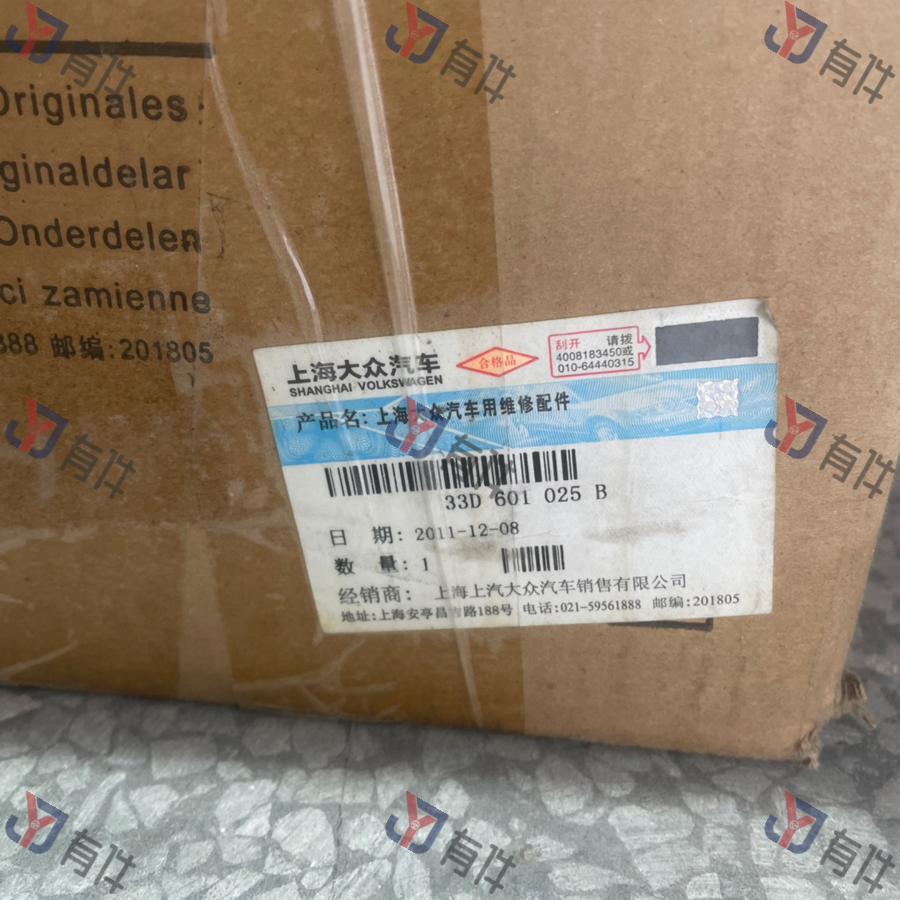 Originales
ginaldelar
Onderdelen
ci zamienne
888 邮编:201805
上海大众汽车
SHANGHAI VOLKSWAGEN
合格品
刮开 请拨
4008183450或
010-64440315
产品名: 上海大众汽车用维修配件
33D 601 025 B
日 期: 2011-12-08
数 量: 1
经销商: 上海上汽大众汽车销售有限公司
地址:上海安亭昌吉路188号 电话:021-59561888 邮编:201805
有件
有件
有件
有件
有件
有件
有件
有件
有件